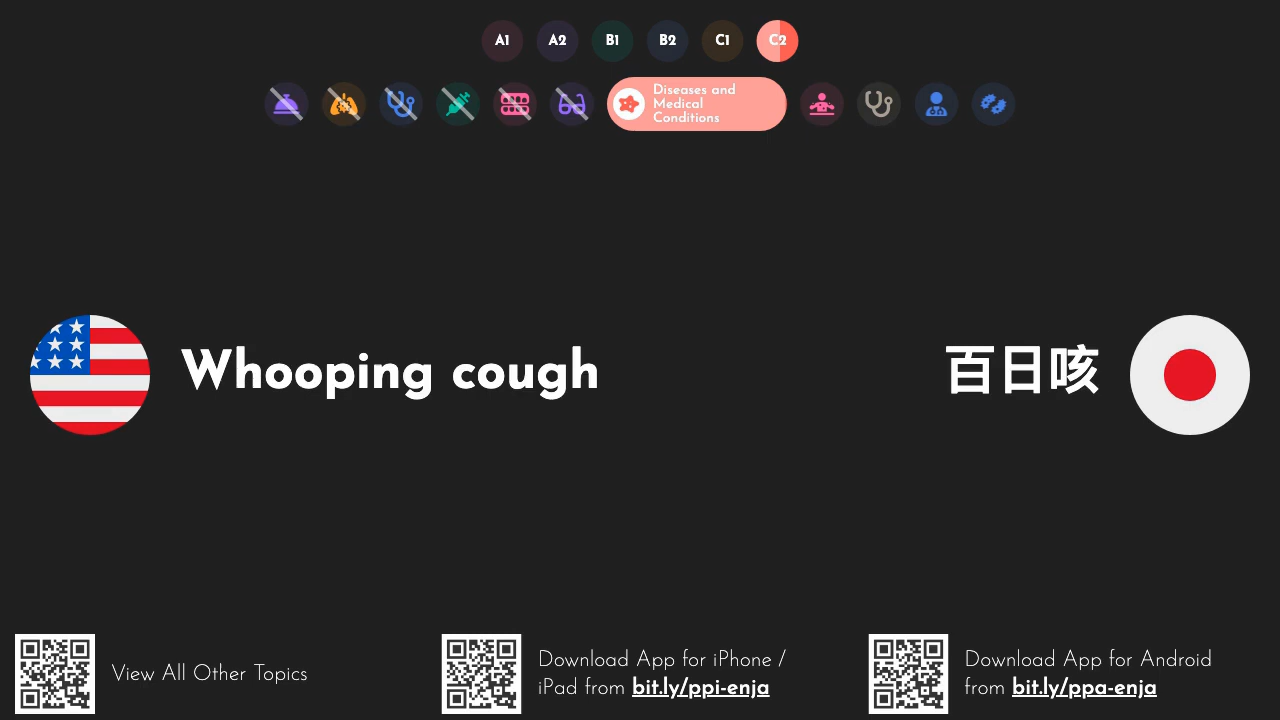 A1 A2 B1 B2 C1 C2
Diseases and
Medical
Conditions
Whooping cough
百日咳
View All Other Topics
Download App for iPhone /
iPad from bit.ly/ppi-enja
Download App for Android
from bit.ly/ppa-enja